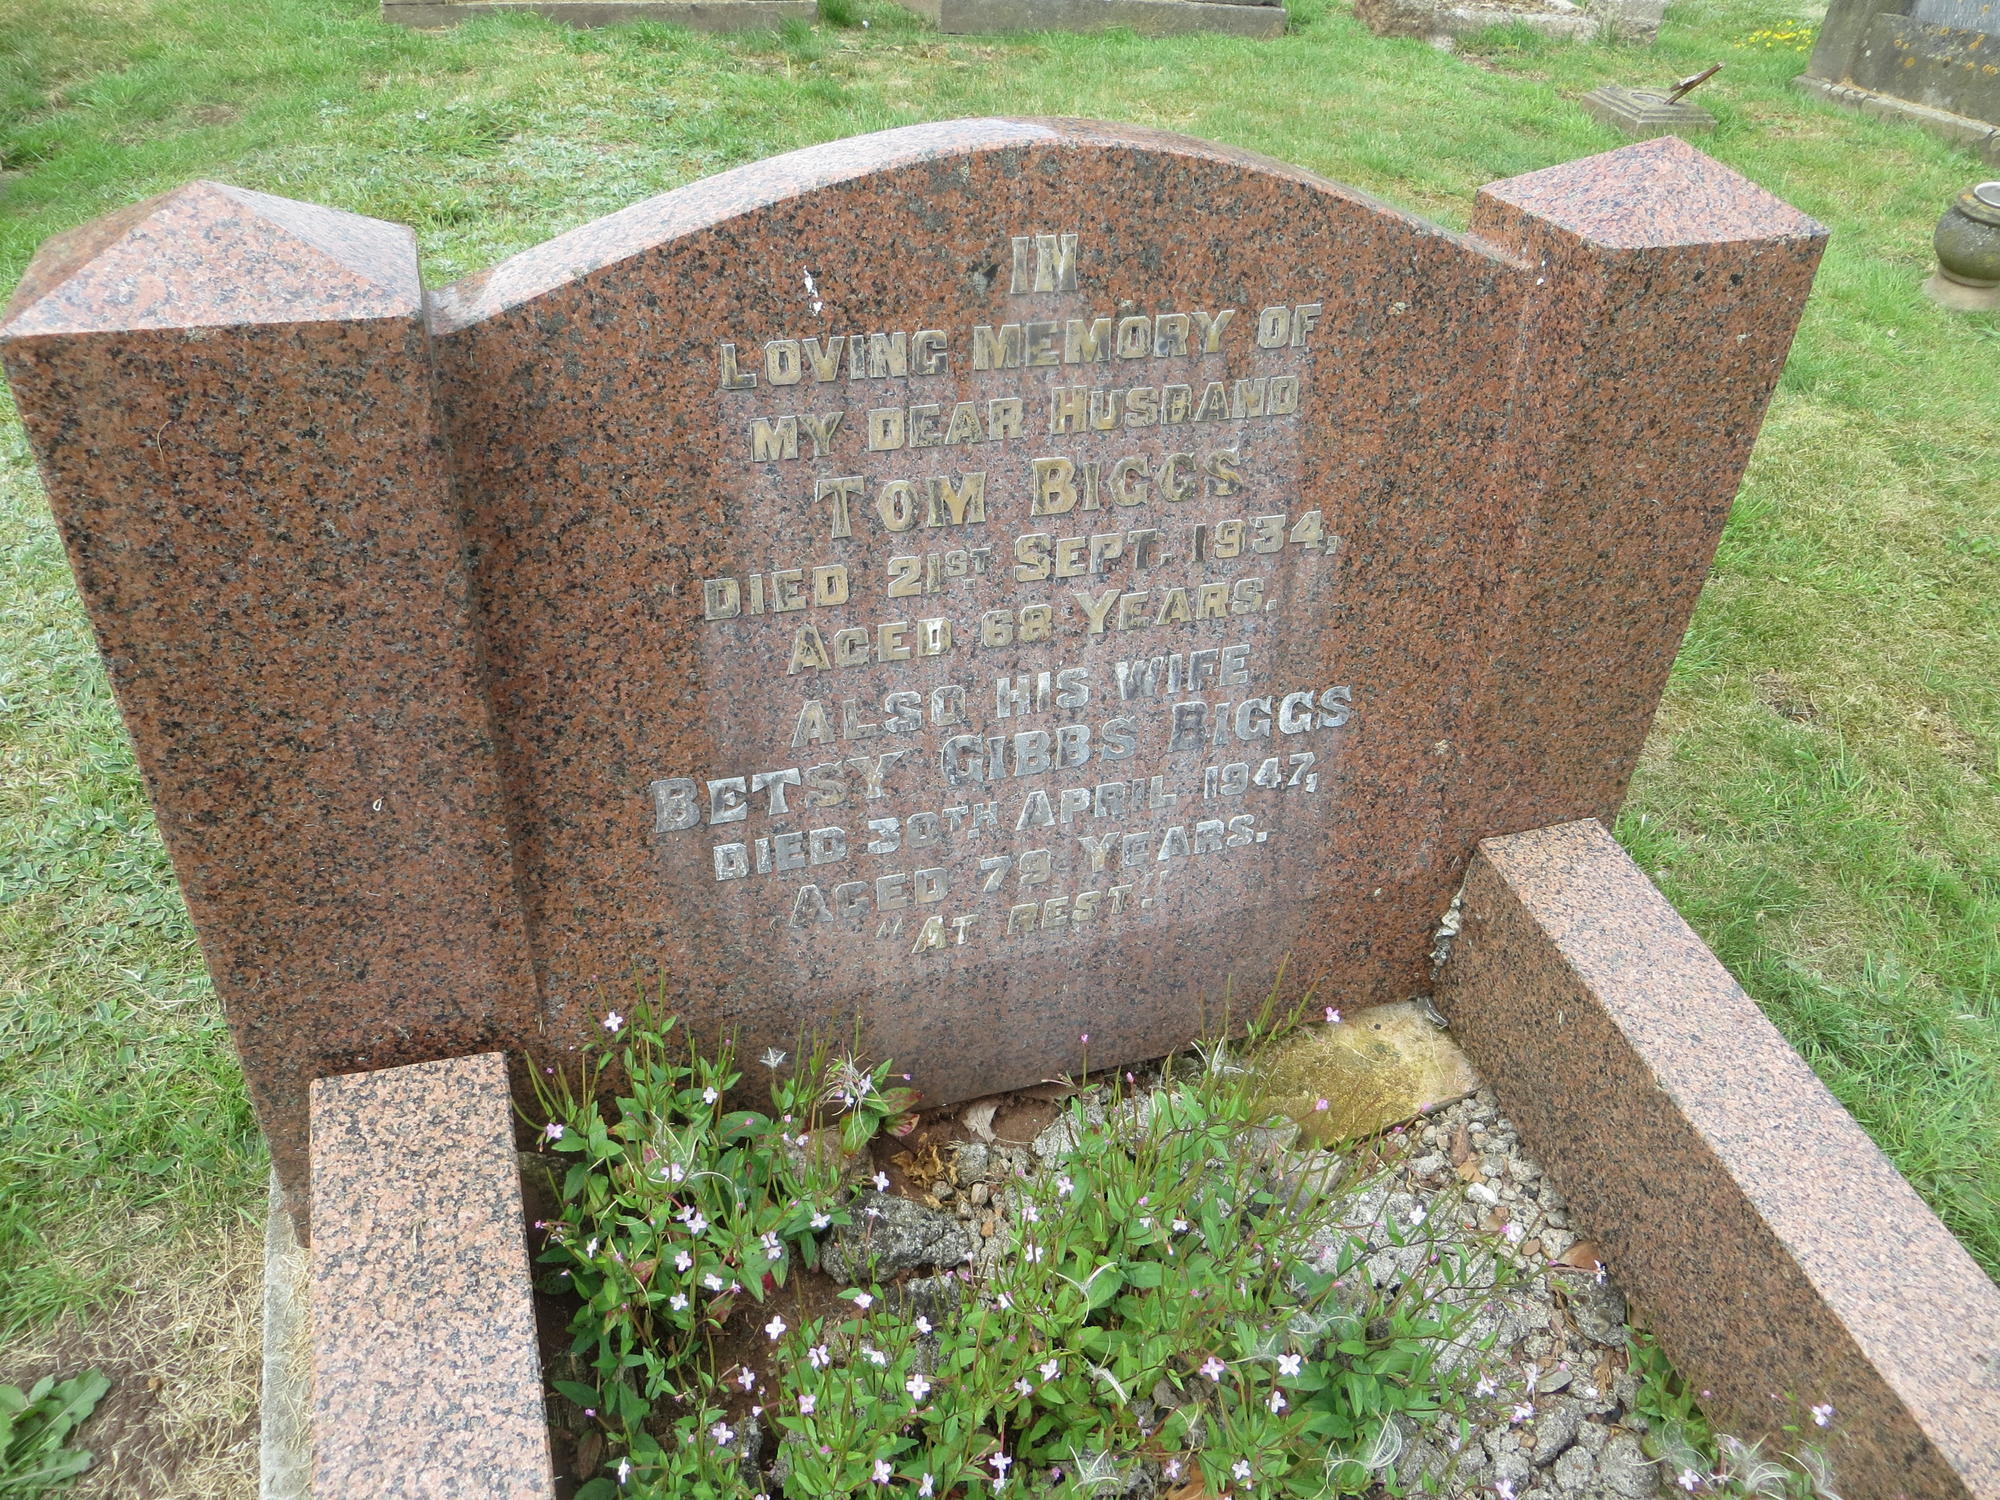 IN
LOVING MEMORY OF
MY DEAR HUSBAND
TOM BIGGS
DIED 21ST SEPT. 1934,
AGED 68 YEARS.
ALSO HIS WIFE
BETSY GIBBS BIGGS
DIED 30TH APRIL 1947,
AGED 79 YEARS.
"AT REST."